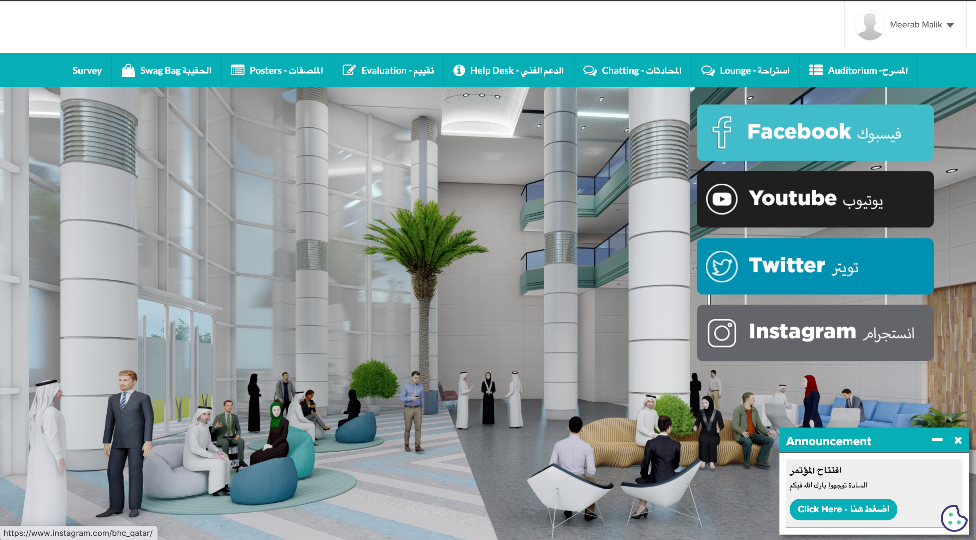 Meerab Malik
Survey
Swag Bag الحقيبة
Posters - الملصقات
Evaluation - تقييم
Help Desk - الدعم الفني
Chatting - المحادثات
Lounge - استراحة
Auditorium -المسرح
Facebook فيسبوك
Youtube يوتيوب
Twitter تويتر
Instagram انستجرام
Announcement
افتتاح المؤتمر
السادة توجهوا بارك الله فيكم
Click Here - اضغط هنا
https://www.instagram.com/bhc_qatar/